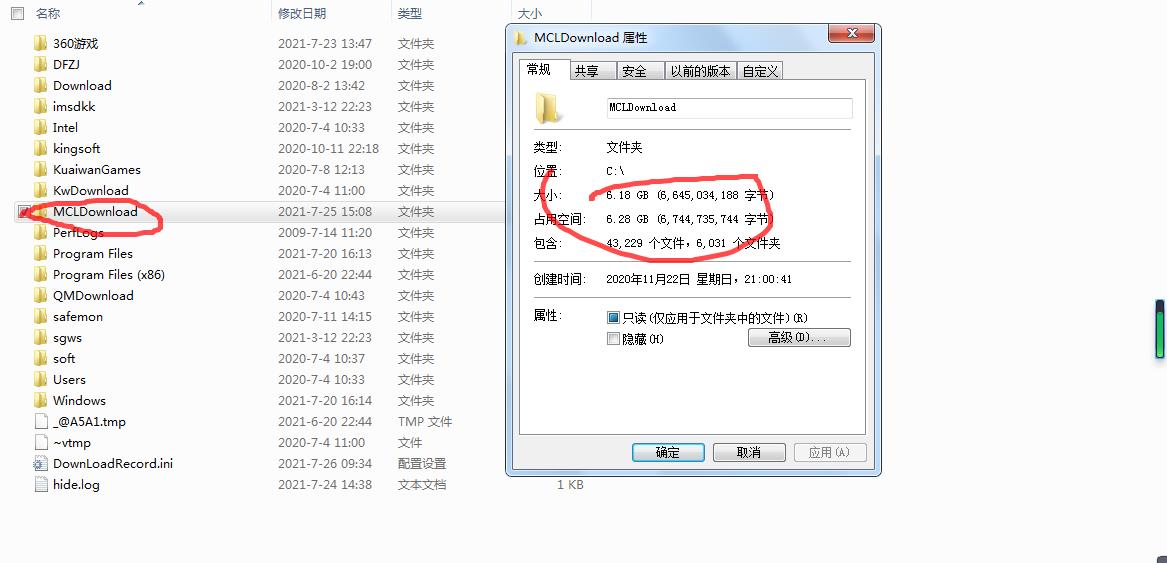 名称 修改日期 类型 大小
360游戏 2021-7-23 13:47 文件夹
DFZJ 2020-10-2 19:00 文件夹
Download 2020-8-2 13:42 文件夹
imsdkk 2021-3-12 22:23 文件夹
Intel 2020-7-4 10:33 文件夹
kingsoft 2020-10-11 22:18 文件夹
KuaiwanGames 2020-7-8 12:13 文件夹
KwDownload 2020-7-4 11:00 文件夹
MCLDownload 2021-7-25 15:08 文件夹
PerfLogs 2009-7-14 11:20 文件夹
Program Files 2021-7-20 16:13 文件夹
Program Files (x86) 2021-6-20 22:44 文件夹
QMDownload 2020-7-4 10:43 文件夹
safemon 2020-7-11 14:15 文件夹
sgws 2021-3-12 22:23 文件夹
soft 2020-7-4 10:37 文件夹
Users 2020-7-4 10:33 文件夹
Windows 2021-7-20 16:14 文件夹
_@A5A1.tmp 2021-6-20 22:44 TMP 文件
~vtmp 2020-7-4 11:00 文件
DownLoadRecord.ini 2021-7-26 09:34 配置设置
hide.log 2021-7-24 14:38 文本文档 1 KB
MCLDownload 属性
常规 共享 安全 以前的版本 自定义
MCLDownload
类型: 文件夹
位置: C:\
大小: 6.18 GB (6,645,034,188 字节)
占用空间: 6.28 GB (6,744,735,744 字节)
包含: 43,229 个文件，6,031 个文件夹
创建时间: 2020年11月22日 星期日，21:00:41
属性: 只读(仅应用于文件夹中的文件)(R)
隐藏(H) 高级(D)...
确定 取消 应用(A)